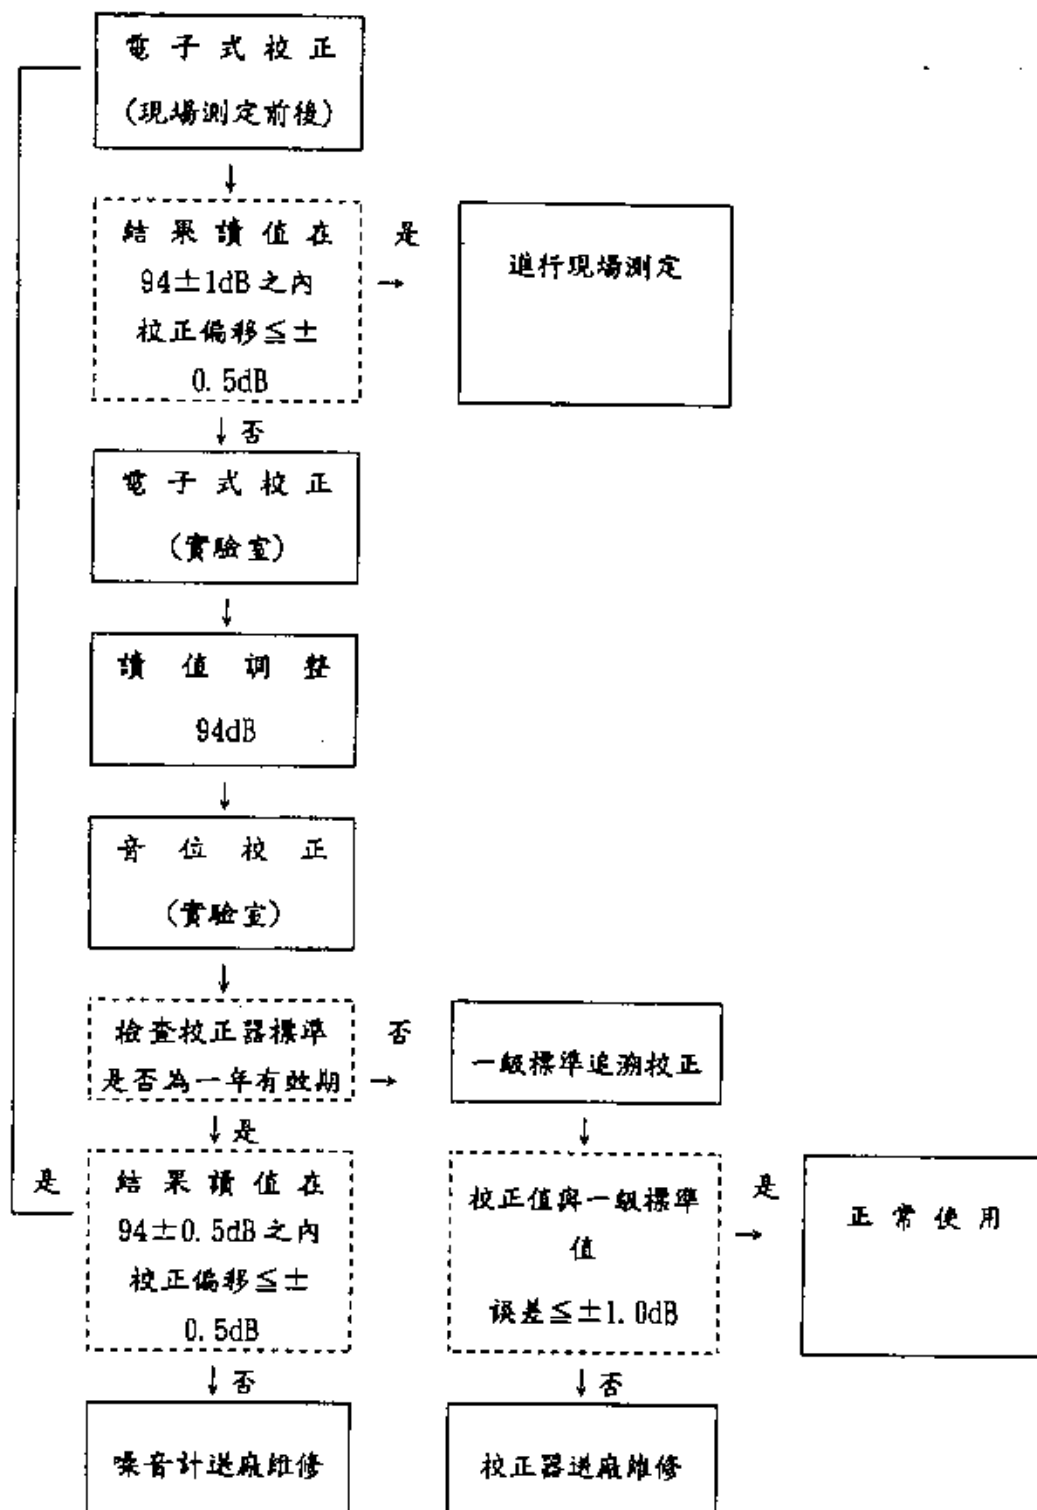 電子式校正
(現場測定前後)
↓
結果讀值在
94±1dB之內
校正偏移≦±
0.5dB
是
→
進行現場測定
↓否
電子式校正
(實驗室)
↓
讀值調整
94dB
↓
音位校正
(實驗室)
↓
檢查校正器標準
是否為一年有效期
否
→
一級標準追溯校正
↓是
↓
是
結果讀值在
94±0.5dB之內
校正偏移≦±
0.5dB
校正值與一級標準
值
誤差≦±1.0dB
是
→
正常使用
↓否
↓否
噪音計送廠維修
校正器送廠維修